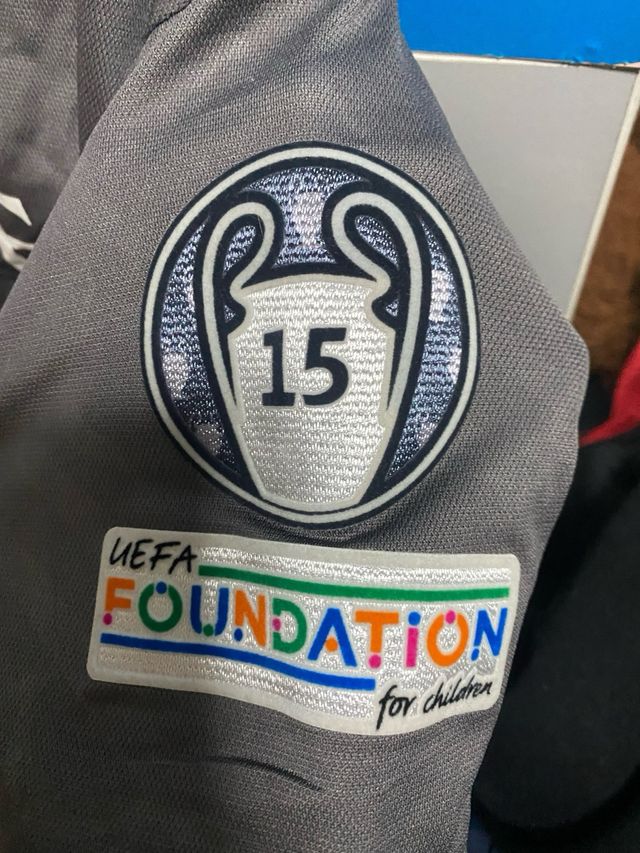 15
UEFA
FOUNDATION
for children